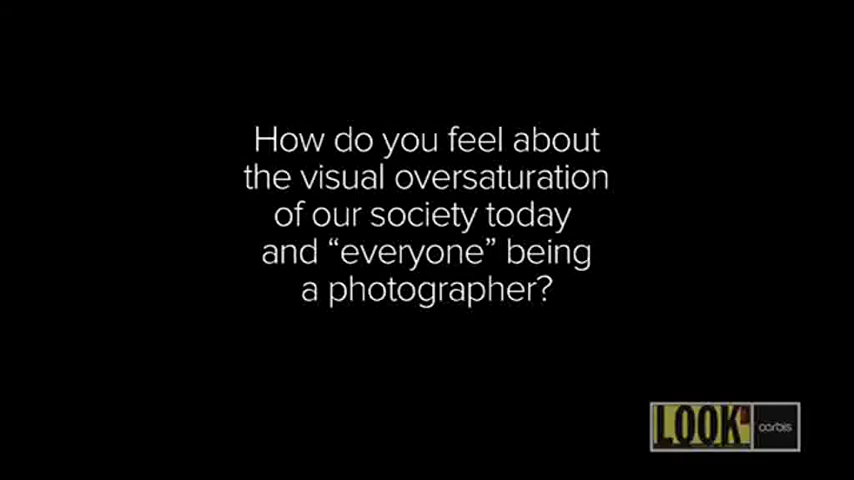 How do you feel about
the visual oversaturation
of our society today
and “everyone” being
a photographer?
LOOK
corbis